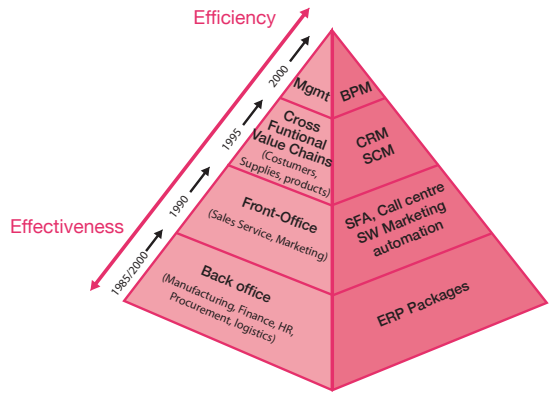 Efficiency
2000
Mgmt
BPM
1995
Cross
Funtional
Value Chains
(Costumers,
Supplies, products)
CRM
SCM
1990
Effectiveness
Front-Office
(Sales Service, Marketing)
SFA, Call centre
SW Marketing
automation
1985/2000
Back office
(Manufacturing, Finance, HR,
Procurement, logistics)
ERP Packages